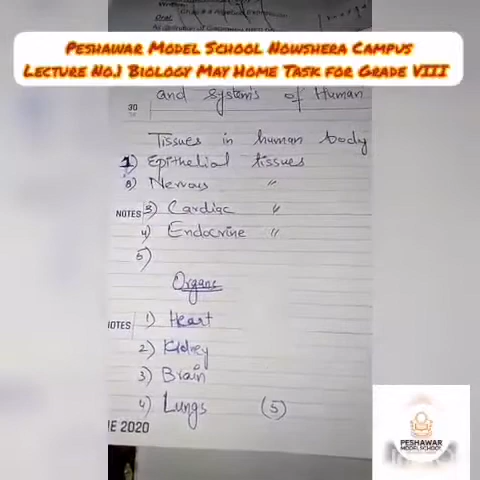 PESHAWAR MODEL SCHOOL NOWSHERA CAMPUS
LECTURE NO.1 BIOLOGY MAY HOME TASK FOR GRADE VIII
30 and systems of Human
Tissues in human body
1) Epithelial tissues
2) Nervous "
NOTES 3) Cardiac "
4) Endocrine "
5)
Organs
NOTES 1) Heart
2) Kidney
3) Brain
4) Lungs (5)
NE 2020
PESHAWAR
MODEL SCHOOL